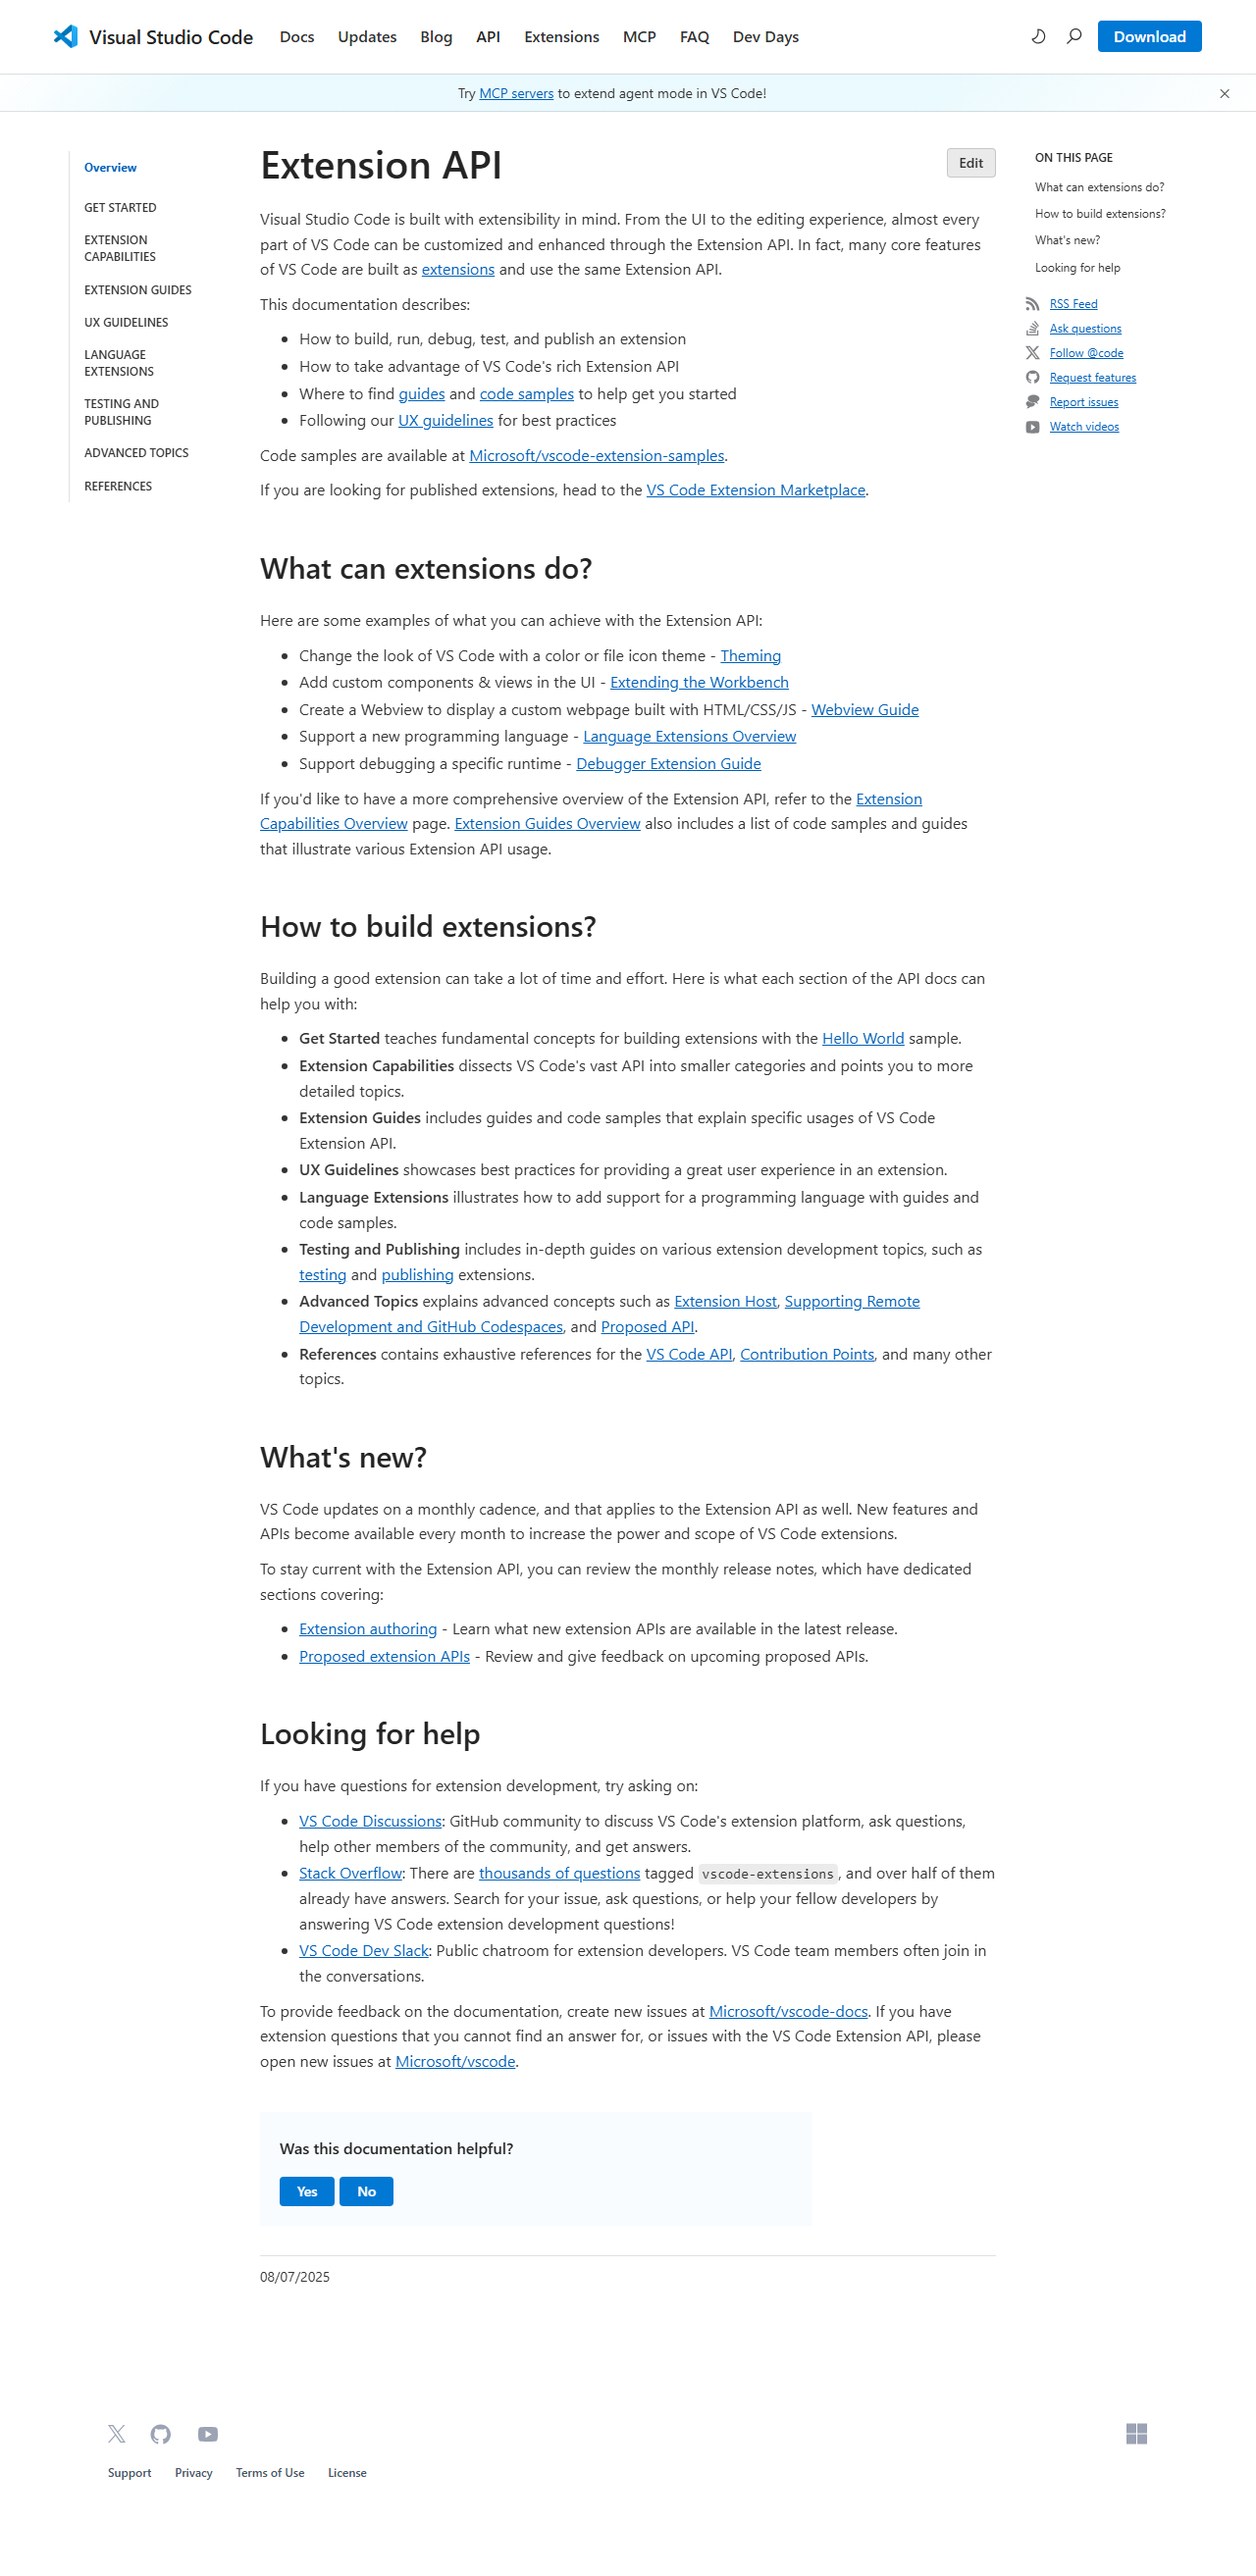 Visual Studio Code
Docs
Updates
Blog
API
Extensions
MCP
FAQ
Dev Days
Download
Try MCP servers to extend agent mode in VS Code!
Overview
GET STARTED
EXTENSION
CAPABILITIES
EXTENSION GUIDES
UX GUIDELINES
LANGUAGE
EXTENSIONS
TESTING AND
PUBLISHING
ADVANCED TOPICS
REFERENCES
Extension API
Edit
Visual Studio Code is built with extensibility in mind. From the UI to the editing experience, almost every
part of VS Code can be customized and enhanced through the Extension API. In fact, many core features
of VS Code are built as extensions and use the same Extension API.
This documentation describes:
How to build, run, debug, test, and publish an extension
How to take advantage of VS Code's rich Extension API
Where to find guides and code samples to help get you started
Following our UX guidelines for best practices
Code samples are available at Microsoft/vscode-extension-samples.
If you are looking for published extensions, head to the VS Code Extension Marketplace.
What can extensions do?
Here are some examples of what you can achieve with the Extension API:
Change the look of VS Code with a color or file icon theme - Theming
Add custom components & views in the UI - Extending the Workbench
Create a Webview to display a custom webpage built with HTML/CSS/JS - Webview Guide
Support a new programming language - Language Extensions Overview
Support debugging a specific runtime - Debugger Extension Guide
If you'd like to have a more comprehensive overview of the Extension API, refer to the Extension
Capabilities Overview page. Extension Guides Overview also includes a list of code samples and guides
that illustrate various Extension API usage.
How to build extensions?
Building a good extension can take a lot of time and effort. Here is what each section of the API docs can
help you with:
Get Started teaches fundamental concepts for building extensions with the Hello World sample.
Extension Capabilities dissects VS Code's vast API into smaller categories and points you to more
detailed topics.
Extension Guides includes guides and code samples that explain specific usages of VS Code
Extension API.
UX Guidelines showcases best practices for providing a great user experience in an extension.
Language Extensions illustrates how to add support for a programming language with guides and
code samples.
Testing and Publishing includes in-depth guides on various extension development topics, such as
testing and publishing extensions.
Advanced Topics explains advanced concepts such as Extension Host, Supporting Remote
Development and GitHub Codespaces, and Proposed API.
References contains exhaustive references for the VS Code API, Contribution Points, and many other
topics.
What's new?
VS Code updates on a monthly cadence, and that applies to the Extension API as well. New features and
APIs become available every month to increase the power and scope of VS Code extensions.
To stay current with the Extension API, you can review the monthly release notes, which have dedicated
sections covering:
Extension authoring - Learn what new extension APIs are available in the latest release.
Proposed extension APIs - Review and give feedback on upcoming proposed APIs.
Looking for help
If you have questions for extension development, try asking on:
VS Code Discussions: GitHub community to discuss VS Code's extension platform, ask questions,
help other members of the community, and get answers.
Stack Overflow: There are thousands of questions tagged vscode-extensions, and over half of them
already have answers. Search for your issue, ask questions, or help your fellow developers by
answering VS Code extension development questions!
VS Code Dev Slack: Public chatroom for extension developers. VS Code team members often join in
the conversations.
To provide feedback on the documentation, create new issues at Microsoft/vscode-docs. If you have
extension questions that you cannot find an answer for, or issues with the VS Code Extension API, please
open new issues at Microsoft/vscode.
Was this documentation helpful?
Yes
No
08/07/2025
ON THIS PAGE
What can extensions do?
How to build extensions?
What's new?
Looking for help
RSS Feed
Ask questions
Follow @code
Request features
Report issues
Watch videos
Support
Privacy
Terms of Use
License